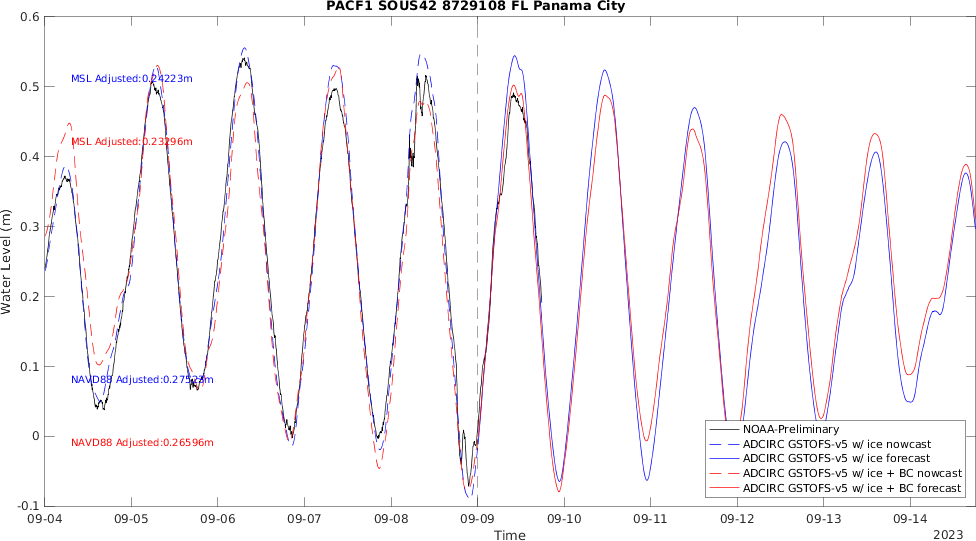 PACF1 SOUS42 8729108 FL Panama City
0.6
0.5
0.4
0.3
0.2
0.1
0
-0.1
Water Level (m)
MSL Adjusted:0.24223m
MSL Adjusted:0.23296m
NAVD88 Adjusted:0.27523m
NAVD88 Adjusted:0.26596m
NOAA-Preliminary
ADCIRC GSTOFS-v5 w/ ice nowcast
ADCIRC GSTOFS-v5 w/ ice forecast
ADCIRC GSTOFS-v5 w/ ice + BC nowcast
ADCIRC GSTOFS-v5 w/ ice + BC forecast
09-04 09-05 09-06 09-07 09-08 09-09 09-10 09-11 09-12 09-13 09-14
Time
2023